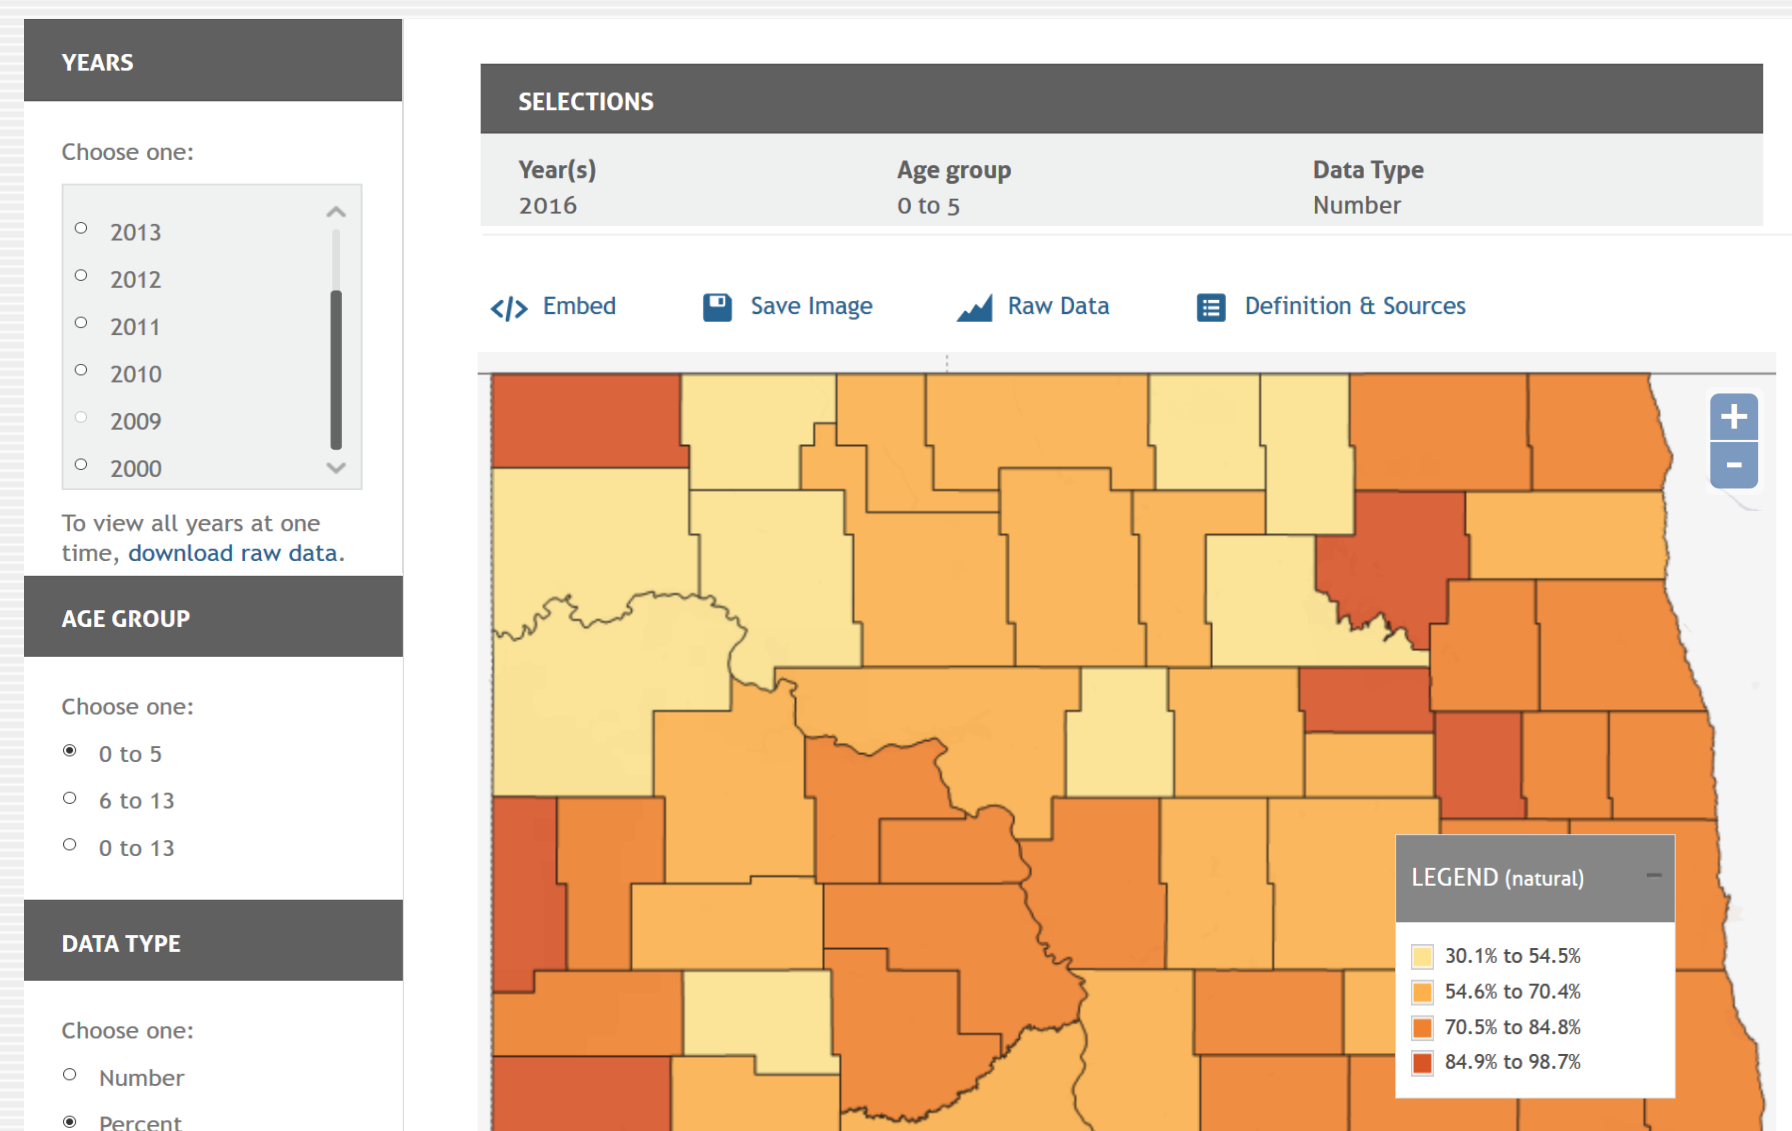 YEARS
Choose one:
2013
2012
2011
2010
2009
2000
To view all years at one
time, download raw data.
AGE GROUP
Choose one:
0 to 5
6 to 13
0 to 13
DATA TYPE
Choose one:
Number
Percent
SELECTIONS
Year(s) Age group Data Type
2016 0 to 5 Number
</> Embed Save Image Raw Data Definition & Sources
+
-
LEGEND (natural) −
30.1% to 54.5%
54.6% to 70.4%
70.5% to 84.8%
84.9% to 98.7%